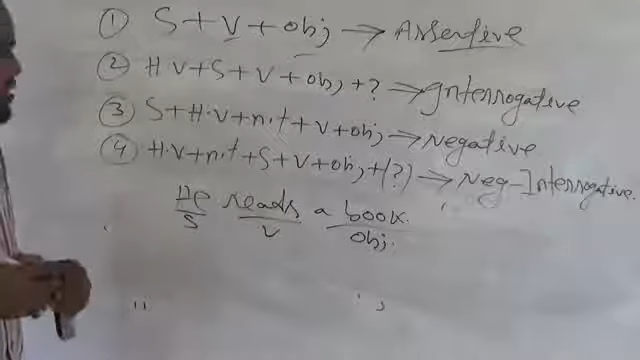 ① S + V + obj → Assertive
② H.V + S + V + obj + ? → Interrogative
③ S + H.V + n.t + V + obj → Negative
④ H.V + n.t + S + V + obj + (?) → Neg-Interrogative.
He reads a book.
S V obj.